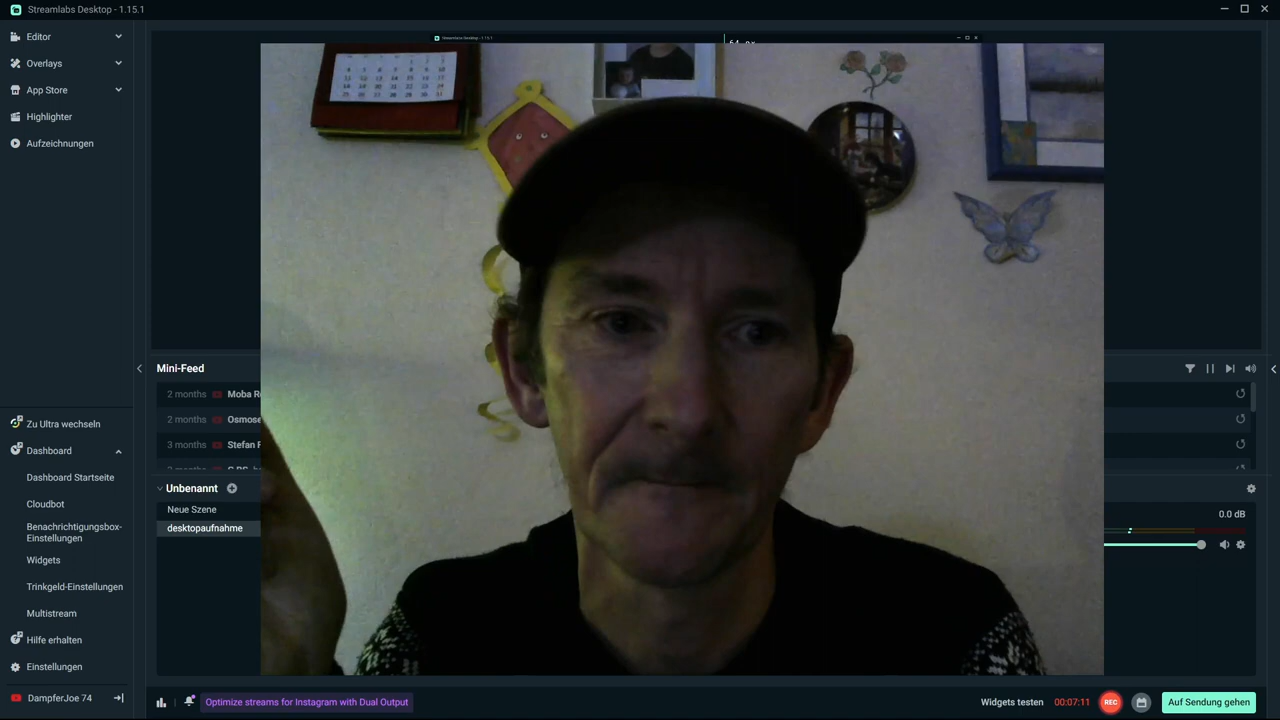 Streamlabs Desktop - 1.15.1
Editor
Overlays
App Store
Highlighter
Aufzeichnungen
Mini-Feed
2 months Moba R
2 months Osmose
3 months Stefan F
Zu Ultra wechseln
Dashboard
Dashboard Startseite
Cloudbot
Benachrichtigungsbox-
Einstellungen
Widgets
Trinkgeld-Einstellungen
Multistream
Hilfe erhalten
Einstellungen
DampferJoe 74
Unbenannt
Neue Szene
desktopaufnahme
0.0 dB
Optimize streams for Instagram with Dual Output
Widgets testen 00:07:11 REC Auf Sendung gehen